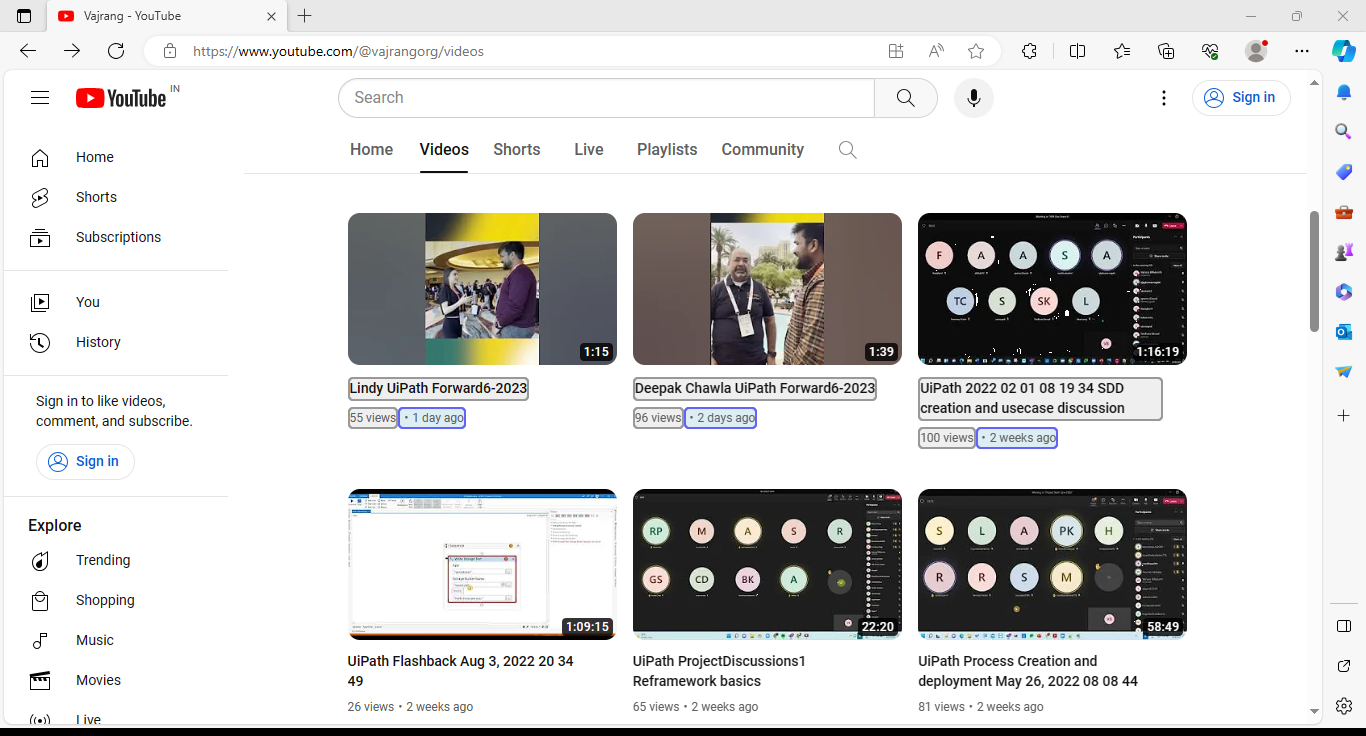 Vajrang - YouTube
https://www.youtube.com/@vajrangorg/videos
YouTube IN
Search
Sign in
Home
Videos
Shorts
Live
Playlists
Community
Home
Shorts
Subscriptions
You
History
Sign in to like videos,
comment, and subscribe.
Sign in
Explore
Trending
Shopping
Music
Movies
Live
1:15
Lindy UiPath Forward6-2023
55 views • 1 day ago
1:39
Deepak Chawla UiPath Forward6-2023
96 views • 2 days ago
F A A S A
TC S SK L
1:16:19
UiPath 2022 02 01 08 19 34 SDD
creation and usecase discussion
100 views • 2 weeks ago
1:09:15
UiPath Flashback Aug 3, 2022 20 34
49
26 views • 2 weeks ago
RP M A S R
GS CD BK A
22:20
UiPath ProjectDiscussions1
Reframework basics
65 views • 2 weeks ago
S L A PK H
R R S M
58:49
UiPath Process Creation and
deployment May 26, 2022 08 08 44
81 views • 2 weeks ago